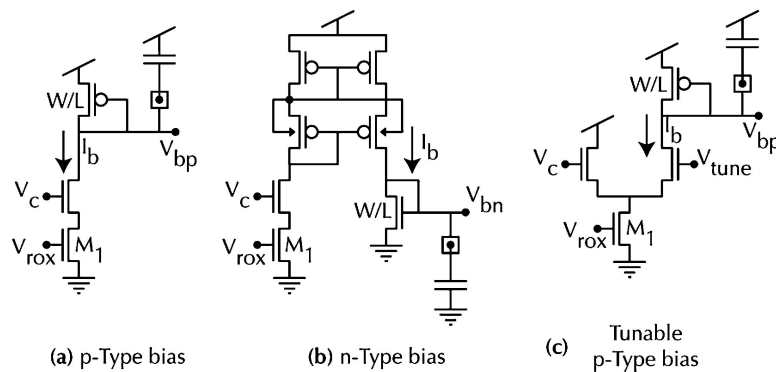 W/L
I_b
V_bp
V_c
V_rox
M_1
(a) p-Type bias
I_b
V_c
W/L
V_bn
V_rox
M_1
(b) n-Type bias
W/L
I_b
V_bp
V_c
V_tune
V_rox
M_1
(c) Tunable
p-Type bias